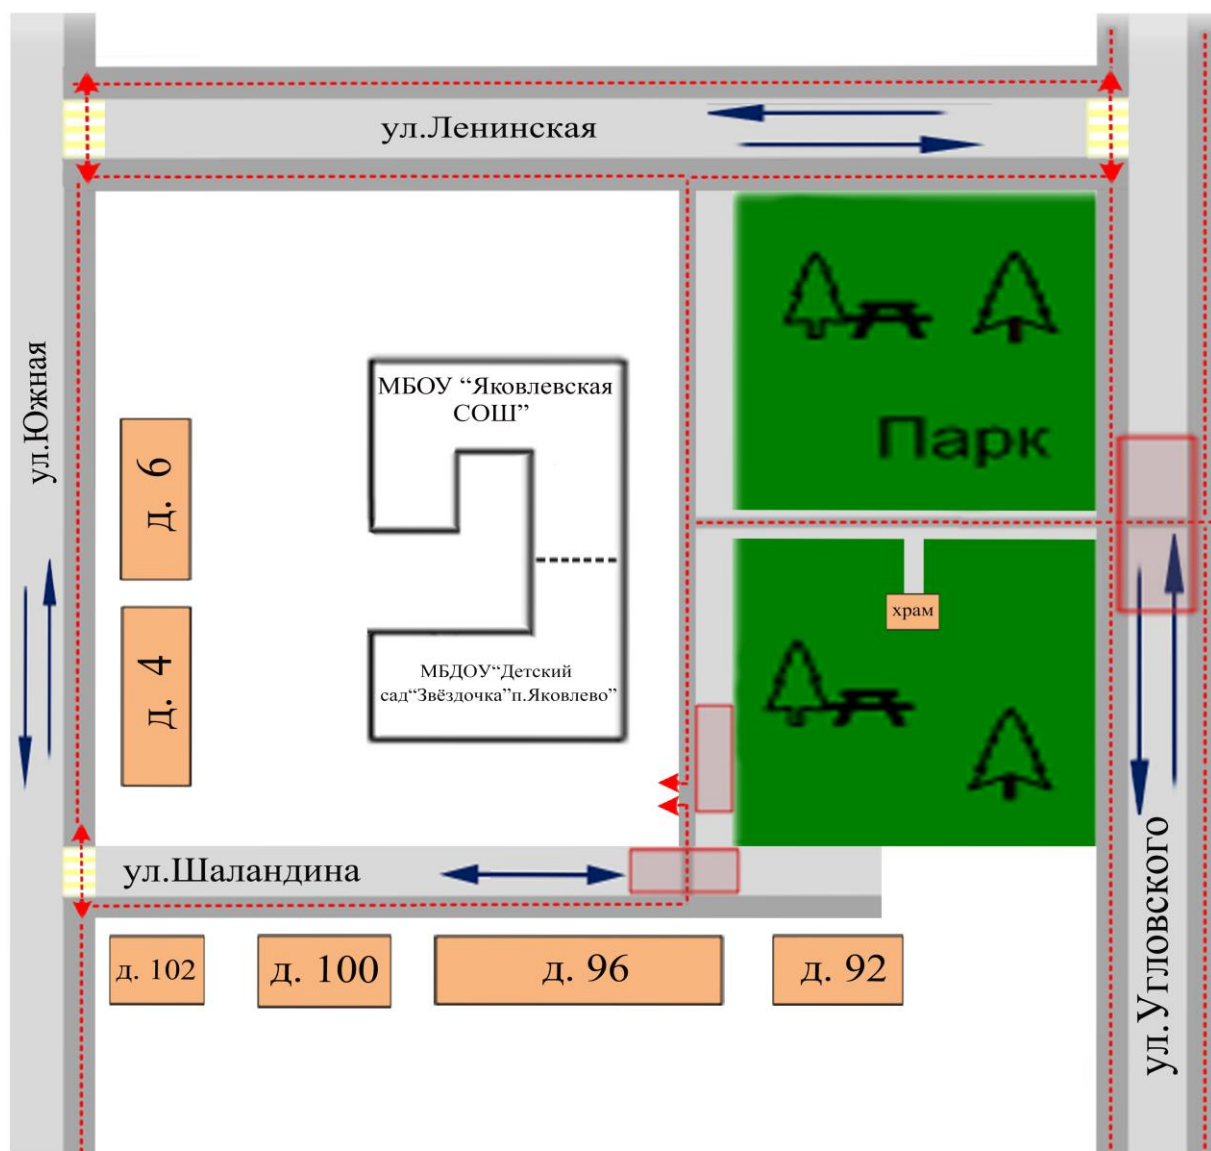 ул.Ленинская
ул.Южная
МБОУ “Яковлевская
СОШ”
Парк
д. 6
храм
д. 4
МБДОУ“Детский
сад“Звёздочка”п.Яковлево”
ул.Шаландина
ул.Угловского
д. 102
д. 100
д. 96
д. 92